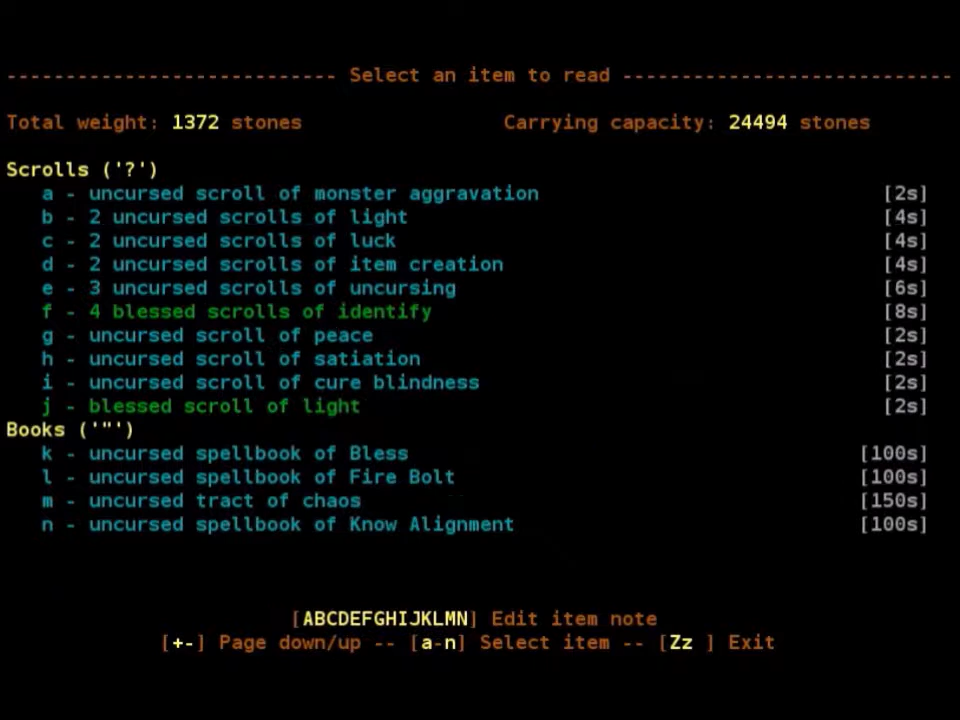 ---------------------------- Select an item to read ----------------------------
Total weight: 1372 stones Carrying capacity: 24494 stones
Scrolls ('?')
a - uncursed scroll of monster aggravation [2s]
b - 2 uncursed scrolls of light [4s]
c - 2 uncursed scrolls of luck [4s]
d - 2 uncursed scrolls of item creation [4s]
e - 3 uncursed scrolls of uncursing [6s]
f - 4 blessed scrolls of identify [8s]
g - uncursed scroll of peace [2s]
h - uncursed scroll of satiation [2s]
i - uncursed scroll of cure blindness [2s]
j - blessed scroll of light [2s]
Books ('"')
k - uncursed spellbook of Bless [100s]
l - uncursed spellbook of Fire Bolt [100s]
m - uncursed tract of chaos [150s]
n - uncursed spellbook of Know Alignment [100s]
[ABCDEFGHIJKLMN] Edit item note
[+-] Page down/up -- [a-n] Select item -- [Zz ] Exit